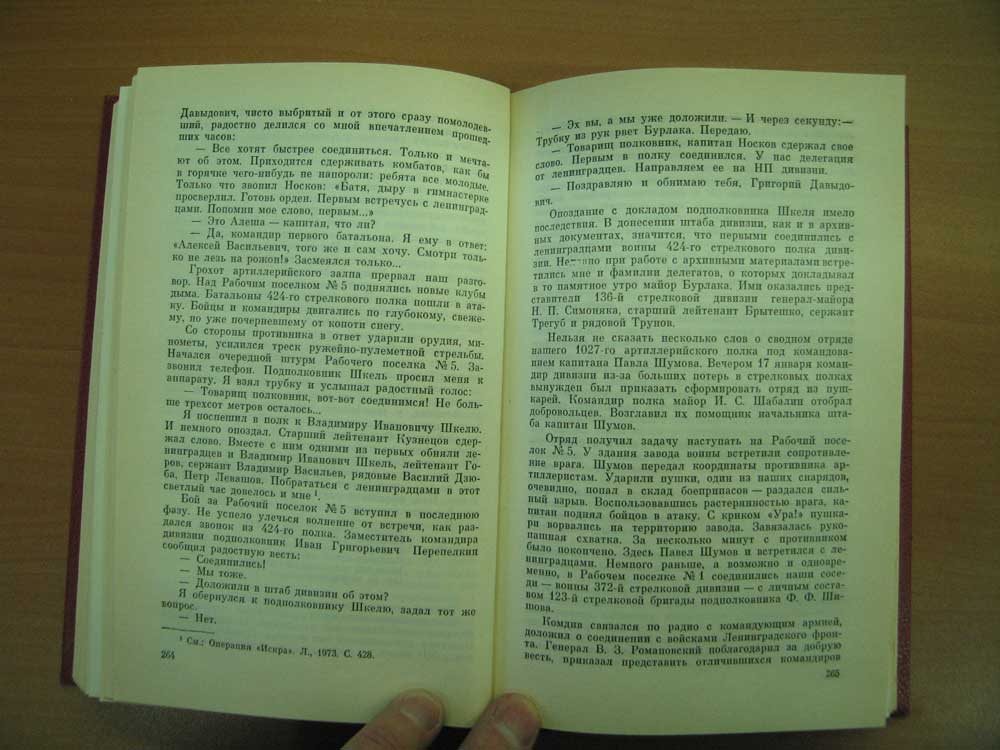 Давыдович, чисто выбритый и от этого сразу помолодев-
ший, радостно делился со мной впечатлением прошед-
ших часов:
— Все хотят быстрее соединиться. Только и мечта-
ют об этом. Приходится сдерживать комбатов, как бы
в горячке чего-нибудь не напороли: ребята все молодые.
Только что звонил Носков: «Батя, дыру в гимнастерке
просверлил. Готовь орден. Первым встречусь с ленинград-
цами. Попомни мое слово, первым...»
— Это Алеша — капитан, что ли?
— Да, командир первого батальона. Я ему в ответ:
«Алексей Васильевич, того же и сам хочу. Смотри толь-
ко не лезь на рожон!» Засмеялся только...
Грохот артиллерийского залпа прервал наш разго-
вор. Над Рабочим поселком № 5 поднялись новые клубы
дыма. Батальоны 424-го стрелкового полка пошли в ата-
ку. Бойцы и командиры двигались по глубокому, свеже-
му, но уже почерневшему от копоти снегу.
Со стороны противника в ответ ударили орудия, ми-
нометы, усилился треск ружейно-пулеметной стрельбы.
Начался очередной штурм Рабочего поселка № 5. За-
звонил телефон. Подполковник Шкель просил меня к
аппарату. Я взял трубку и услышал радостный голос:
— Товарищ полковник, вот-вот соединимся! Не боль-
ше трехсот метров осталось...
Я поспешил в полк к Владимиру Ивановичу Шкелю.
И немного опоздал. Старший лейтенант Кузнецов сдер-
жал слово. Вместе с ним одними из первых обняли ле-
нинградцев и Владимир Иванович Шкель, лейтенант Го-
ров, сержант Владимир Васильев, рядовые Василий Дзю-
ба, Петр Левашов. Побрататься с ленинградцами в этот
светлый час довелось и мне ¹.
Бой за Рабочий поселок № 5 вступил в последнюю
фазу. Не успело улечься волнение от встречи, как раз-
дался звонок из 424-го полка. Заместитель командира
дивизии подполковник Иван Григорьевич Перепелкин
сообщил радостную весть:
— Соединились!
— Мы тоже.
— Доложили в штаб дивизии об этом?
Я обернулся к подполковнику Шкелю, задал тот же
вопрос.
— Нет.
¹ См.: Операция «Искра». Л., 1973. С. 428.
264
— Эх вы, а мы уже доложили. — И через секунду: —
Трубку из рук рвет Бурлака. Передаю.
— Товарищ полковник, капитан Носков сдержал свое
слово. Первым в полку соединился. У нас делегация
от ленинградцев. Направляем ее на НП дивизии.
— Поздравляю и обнимаю тебя, Григорий Давыдо-
вич.
Опоздание с докладом подполковника Шкеля имело
последствия. В донесении штаба дивизии, как и в архив-
ных документах, значится, что первыми соединились с
ленинградцами воины 424-го стрелкового полка диви-
зии. Недавно при работе с архивными материалами встре-
тились мне и фамилии делегатов, о которых докладывал
в то памятное утро майор Бурлака. Ими оказались пред-
ставители 136-й стрелковой дивизии генерал-майора
Н. П. Симоняка, старший лейтенант Брытешко, сержант
Трегуб и рядовой Трунов.
Нельзя не сказать несколько слов о сводном отряде
нашего 1027-го артиллерийского полка под командова-
нием капитана Павла Шумова. Вечером 17 января коман-
дир дивизии из-за больших потерь в стрелковых полках
вынужден был приказать сформировать отряд из пуш-
карей. Командир полка майор И. С. Шабалин отобрал
добровольцев. Возглавил их помощник начальника шта-
ба капитан Шумов.
Отряд получил задачу наступать на Рабочий посе-
лок № 5. У здания завода воины встретили сопротивле-
ние врага. Шумов передал координаты противника ар-
тиллеристам. Ударили пушки, один из наших снарядов,
очевидно, попал в склад боеприпасов — раздался силь-
ный взрыв. Воспользовавшись растерянностью врага, ка-
питан поднял бойцов в атаку. С криком «Ура!» пушка-
ри ворвались на территорию завода. Завязалась руко-
пашная схватка. За несколько минут с противником
было покончено. Здесь Павел Шумов и встретился с ле-
нинградцами. Немного раньше, а возможно и одновре-
менно, в Рабочем поселке № 1 соединились наши сосе-
ди — воины 372-й стрелковой дивизии — с личным соста-
вом 123-й стрелковой бригады подполковника Ф. Ф. Ши-
шова.
Комдив связался по радио с командующим армией,
доложил о соединении с войсками Ленинградского фрон-
та. Генерал В. З. Романовский поблагодарил за добрую
весть, приказал представить отличившихся командиров
265